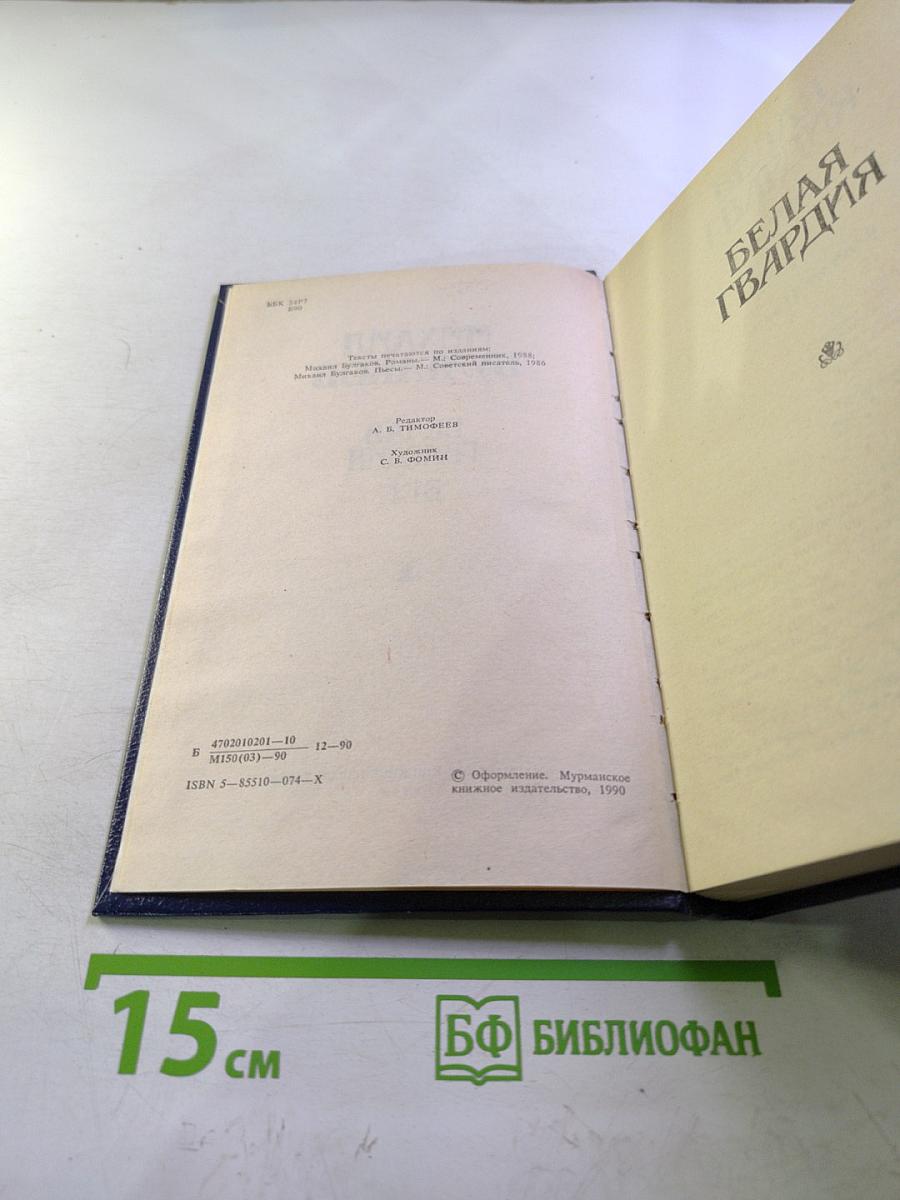 ББК 84Р7
Б90
Тексты печатаются по изданиям:
Михаил Булгаков. Романы.— М.: Современник, 1988;
Михаил Булгаков. Пьесы.— М.: Советский писатель, 1986
Редактор
А. Б. ТИМОФЕЕВ
Художник
С. В. ФОМИН
Б 4702010201—10 12—90
М150(03)—90
ISBN 5—85510—074—X
© Оформление. Мурманское
книжное издательство, 1990
БЕЛАЯ
ГВАРДИЯ
15 см
БФ БИБЛИОФАН